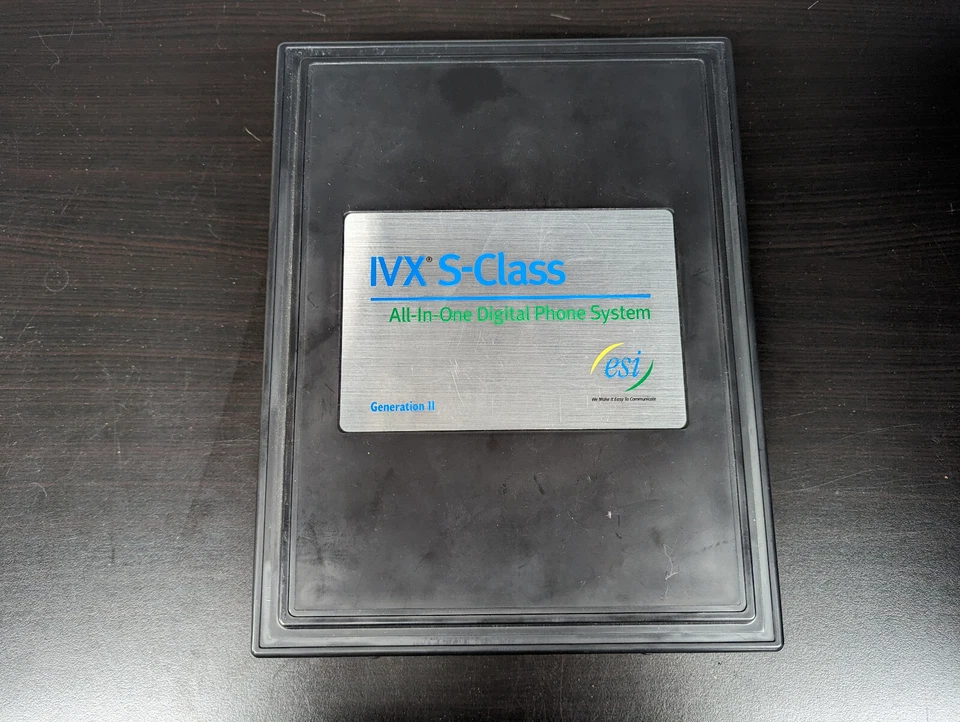 IVX® S-Class
All-In-One Digital Phone System
esi
We Make It Easy To Communicate
Generation II